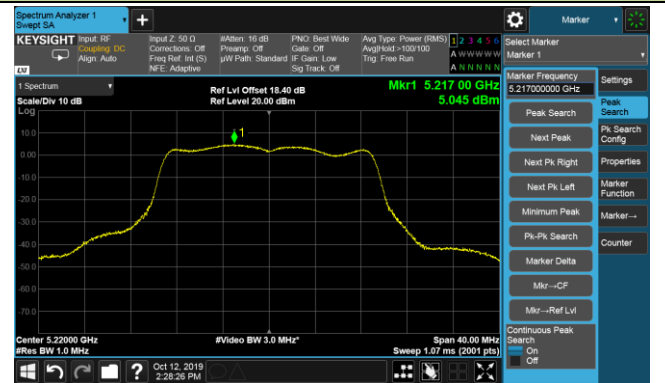 Spectrum Analyzer 1
Swept SA
Marker
KEYSIGHT
Input: RF
Coupling: DC
Align: Auto
Input Z: 50 Ω
Corrections: Off
Freq Ref: Int (S)
NFE: Adaptive
#Atten: 16 dB
Preamp: Off
µW Path: Standard
PNO: Best Wide
Gate: Off
IF Gain: Low
Sig Track: Off
Avg Type: Power (RMS)
Avg|Hold:>100/100
Trig: Free Run
1 2 3 4 5 6
A W W W W W
A N N N N N
LXI
Select Marker
Marker 1
1 Spectrum
Scale/Div 10 dB
Log
Ref Lvl Offset 18.40 dB
Ref Level 20.00 dBm
Mkr1 5.217 00 GHz
5.045 dBm
Marker Frequency
5.217000000 GHz
Settings
Peak Search
Next Peak
Next Pk Right
Next Pk Left
Minimum Peak
Pk-Pk Search
Marker Delta
Mkr→CF
Mkr→Ref Lvl
Continuous Peak
Search
On
Off
Peak
Search
Pk Search
Config
Properties
Marker
Function
Marker→
Counter
1
10.0
0.00
-10.0
-20.0
-30.0
-40.0
-50.0
-60.0
-70.0
Center 5.22000 GHz
#Res BW 1.0 MHz
#Video BW 3.0 MHz*
Span 40.00 MHz
Sweep 1.07 ms (2001 pts)
?
Oct 12, 2019
2:28:26 PM